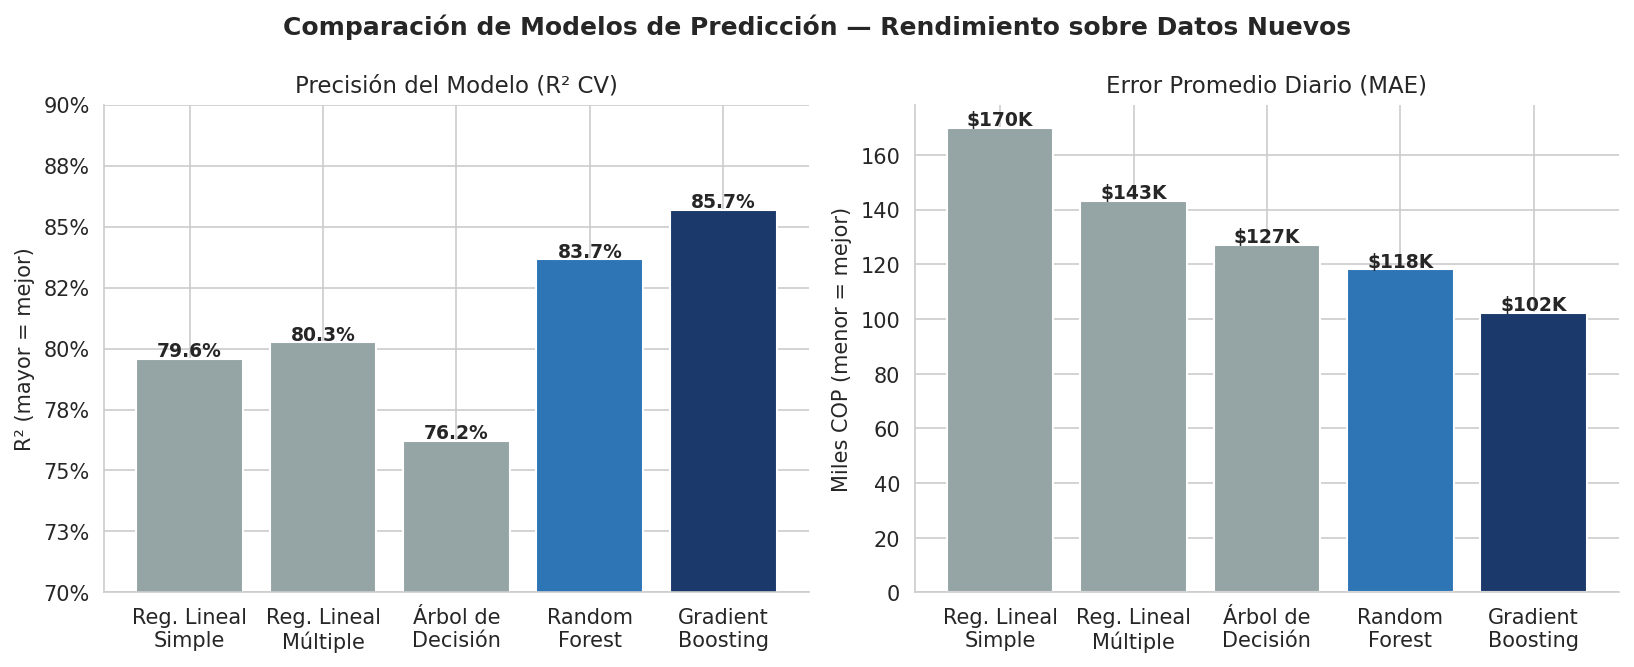 Comparación de Modelos de Predicción — Rendimiento sobre Datos Nuevos
Precisión del Modelo (R² CV)
R² (mayor = mejor)
90%
88%
85%
82%
80%
78%
75%
73%
70%
79.6%
80.3%
76.2%
83.7%
85.7%
Reg. Lineal
Simple
Reg. Lineal
Múltiple
Árbol de
Decisión
Random
Forest
Gradient
Boosting
Error Promedio Diario (MAE)
Miles COP (menor = mejor)
160
140
120
100
80
60
40
20
0
$170K
$143K
$127K
$118K
$102K
Reg. Lineal
Simple
Reg. Lineal
Múltiple
Árbol de
Decisión
Random
Forest
Gradient
Boosting